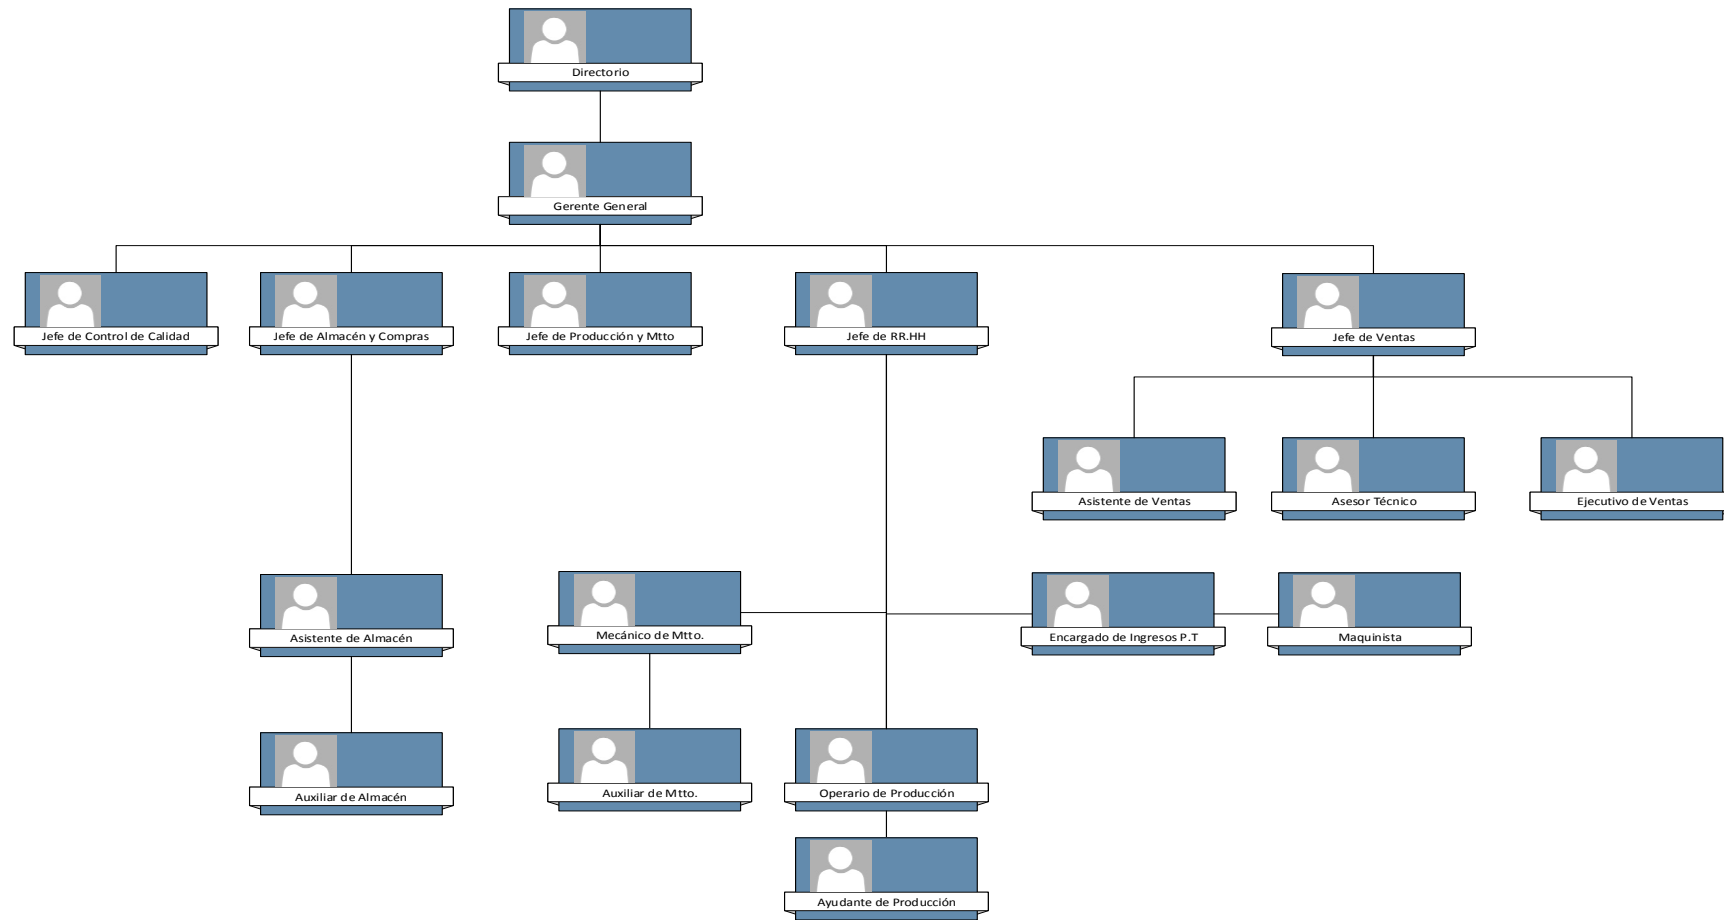 Directorio
Gerente General
Jefe de Control de Calidad
Jefe de Almacén y Compras
Jefe de Producción y Mtto
Jefe de RR.HH
Jefe de Ventas
Asistente de Ventas
Asesor Técnico
Ejecutivo de Ventas
Asistente de Almacén
Mecánico de Mtto.
Encargado de Ingresos P.T
Maquinista
Auxiliar de Almacén
Auxiliar de Mtto.
Operario de Producción
Ayudante de Producción